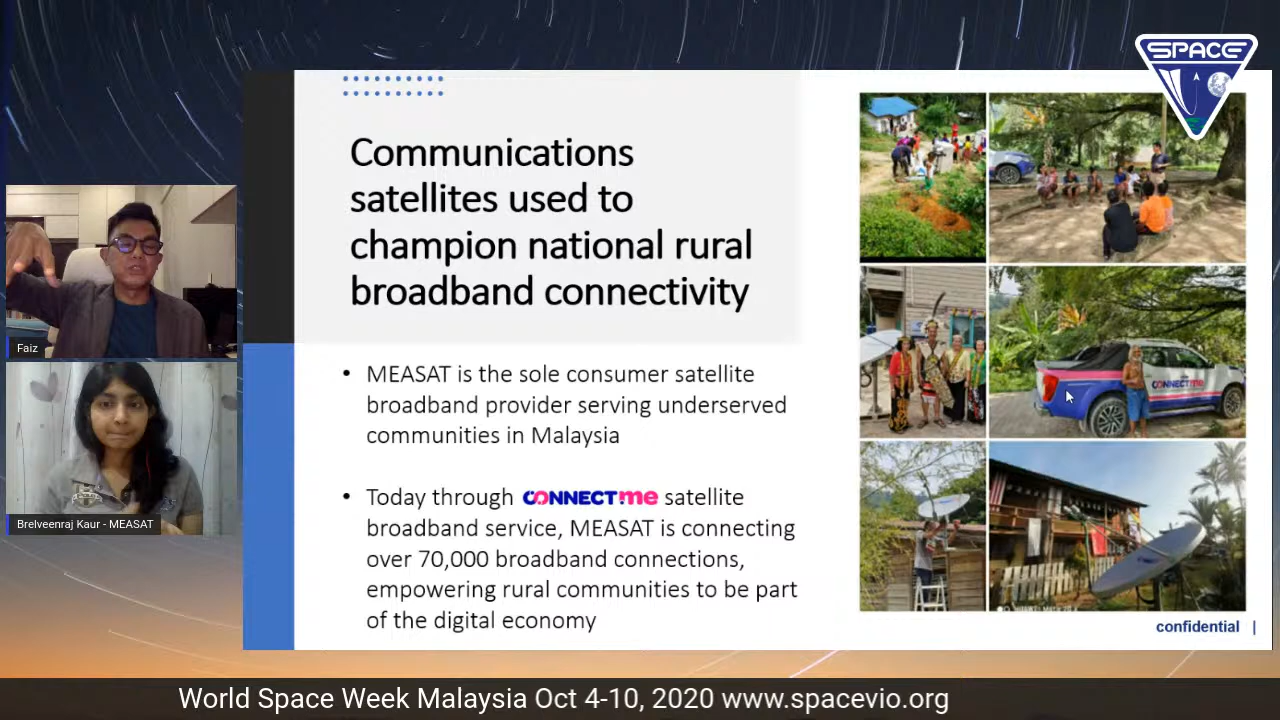 SPACE
Communications
satellites used to
champion national rural
broadband connectivity
• MEASAT is the sole consumer satellite
broadband provider serving underserved
communities in Malaysia
• Today through CONNECTme satellite
broadband service, MEASAT is connecting
over 70,000 broadband connections,
empowering rural communities to be part
of the digital economy
CONNECTme
confidential |
Faiz
Brelveenraj Kaur - MEASAT
World Space Week Malaysia Oct 4-10, 2020 www.spacevio.org